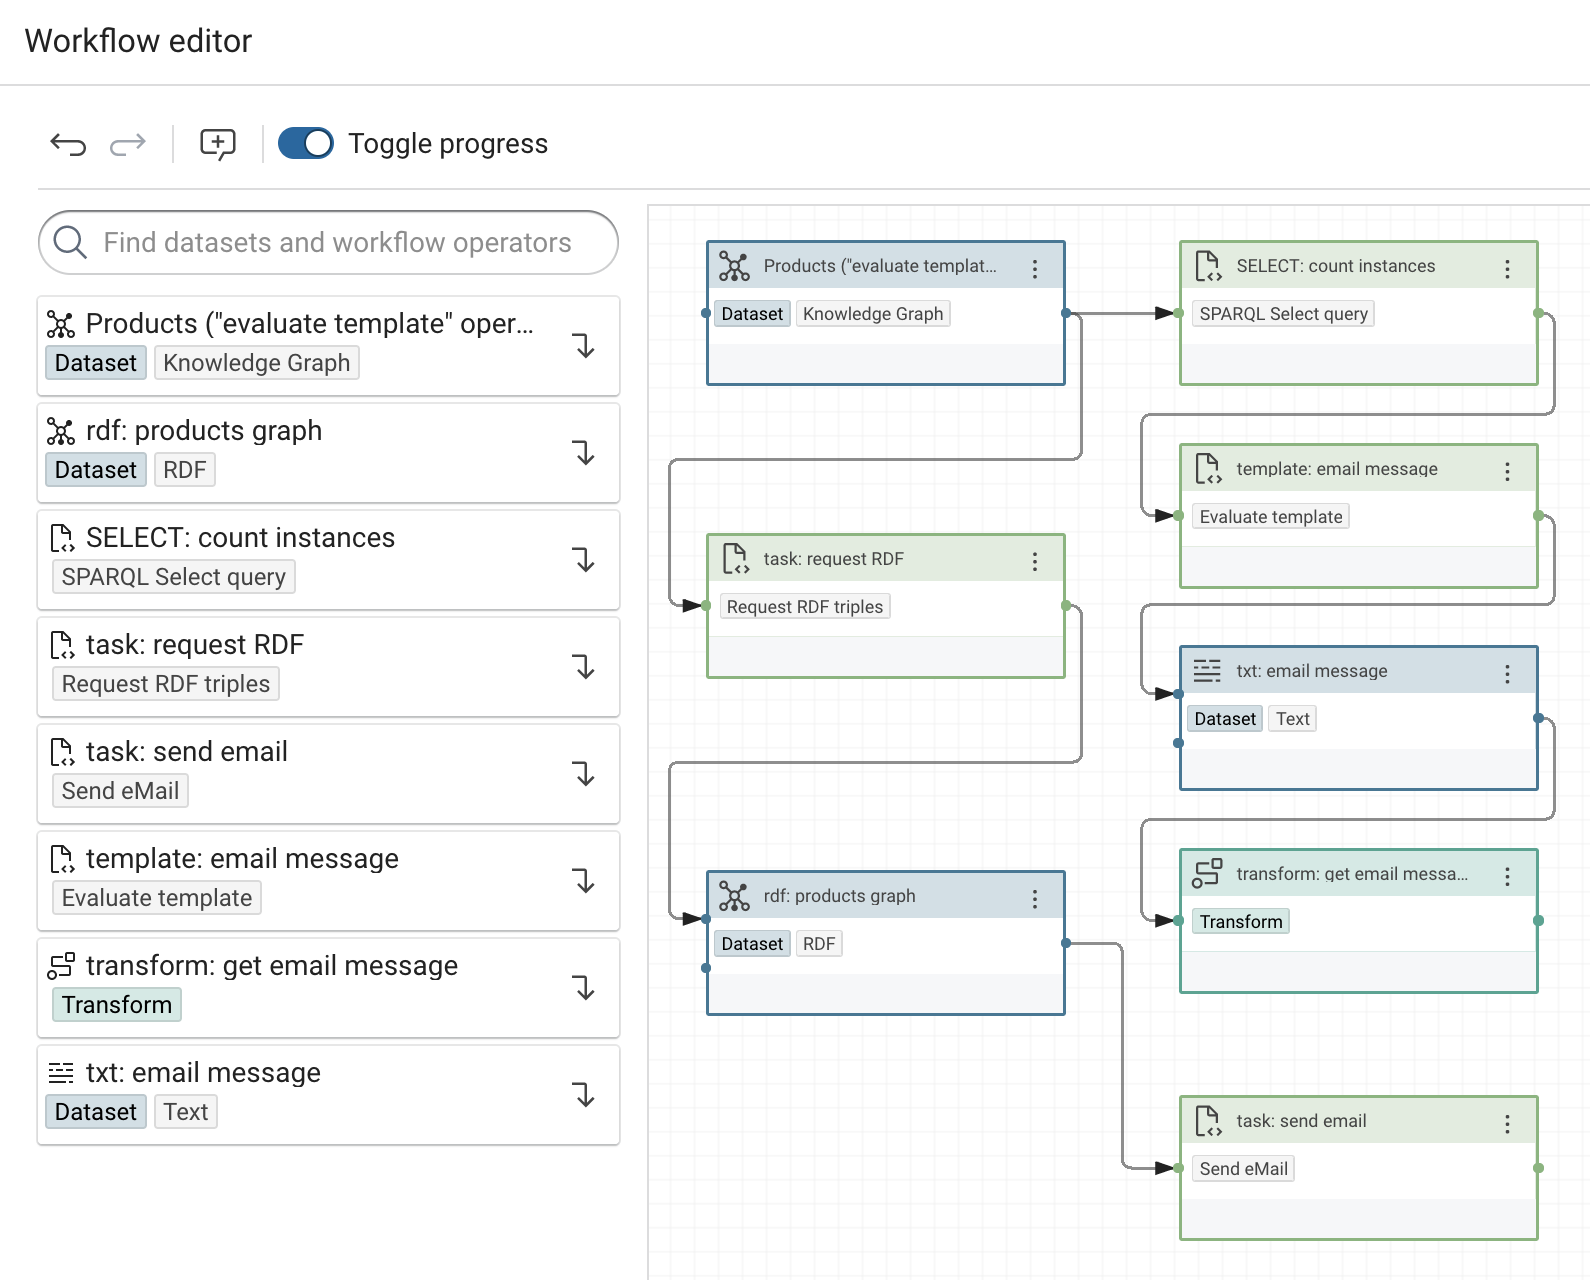 Workflow editor
Toggle progress
Find datasets and workflow operators
Products ("evaluate template" oper...
Dataset Knowledge Graph
rdf: products graph
Dataset RDF
SELECT: count instances
SPARQL Select query
task: request RDF
Request RDF triples
task: send email
Send eMail
template: email message
Evaluate template
transform: get email message
Transform
txt: email message
Dataset Text
Products ("evaluate templat...
Dataset Knowledge Graph
task: request RDF
Request RDF triples
rdf: products graph
Dataset RDF
SELECT: count instances
SPARQL Select query
template: email message
Evaluate template
txt: email message
Dataset Text
transform: get email messa...
Transform
task: send email
Send eMail